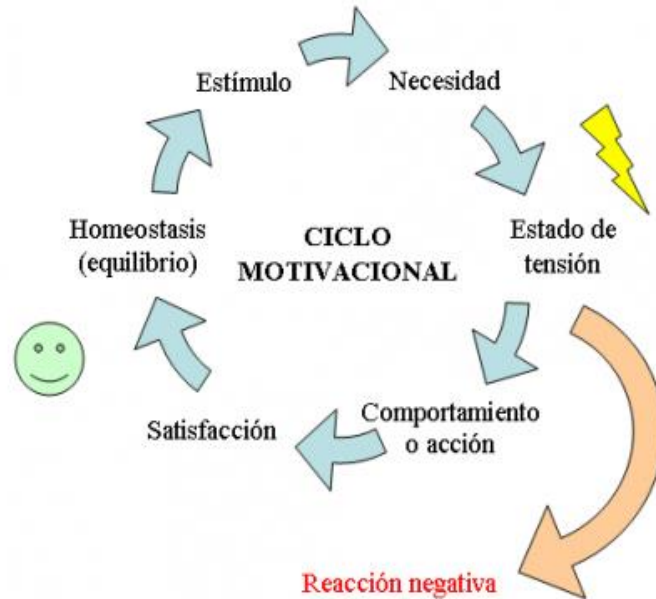 Estímulo
Necesidad
Homeostasis
(equilibrio)
CICLO
MOTIVACIONAL
Estado de
tensión
Satisfacción
Comportamiento
o acción
Reacción negativa